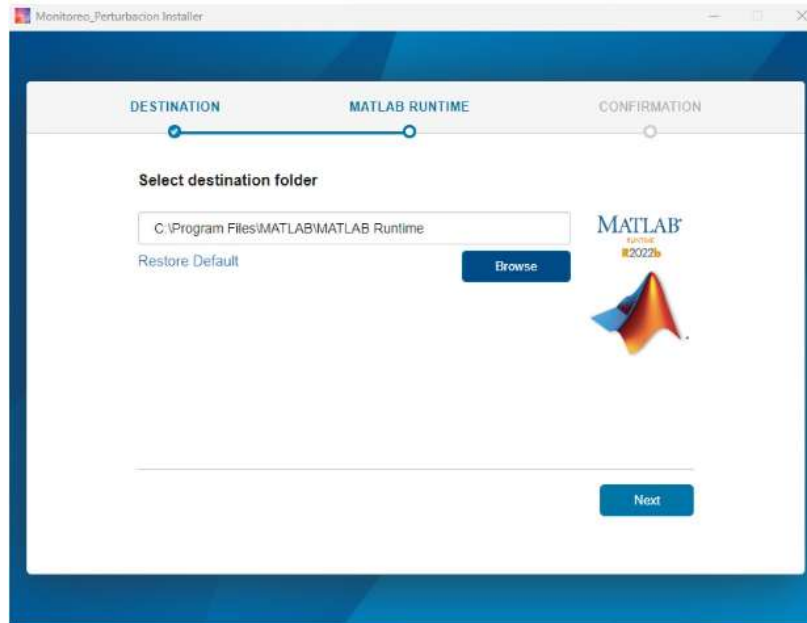 Monitoreo_Perturbacion Installer
DESTINATION MATLAB RUNTIME CONFIRMATION
Select destination folder
C:\Program Files\MATLAB\MATLAB Runtime
MATLAB
RUNTIME
R2022b
Restore Default
Browse
Next